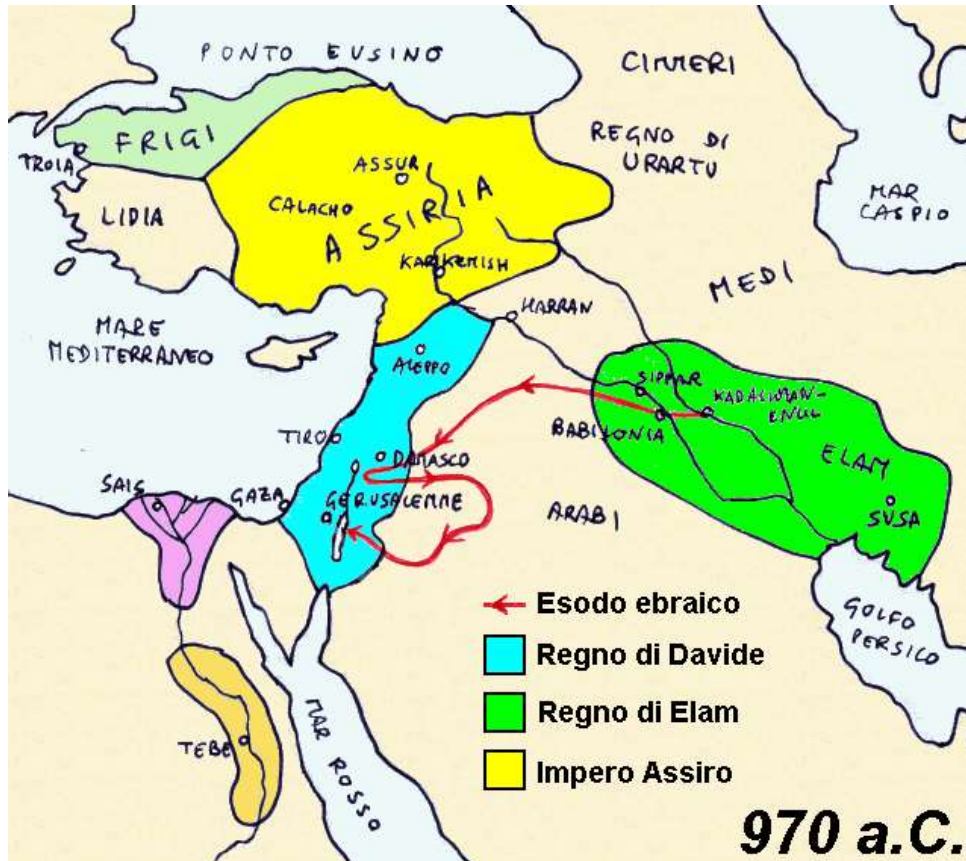 PONTO EUSINO
CIMMERI
FRIGI
TROIA
REGNO DI
URARTU
ASSUR
MAR
CASPIO
LIDIA
CALACHO
ASSIRIA
KARKEMISH
MEDI
HARRAN
MARE
MEDITERRANEO
ALEPPO
SIPPAR
KADASHMAN-
ENLIL
BABILONIA
TIRO
DAMASCO
ELAM
SAIS
GAZA
GERUSALEMME
ARABI
SUSA
Esodo ebraico
GOLFO
PERSICO
Regno di Davide
Regno di Elam
TEBE
MAR ROSSO
Impero Assiro
970 a.C.